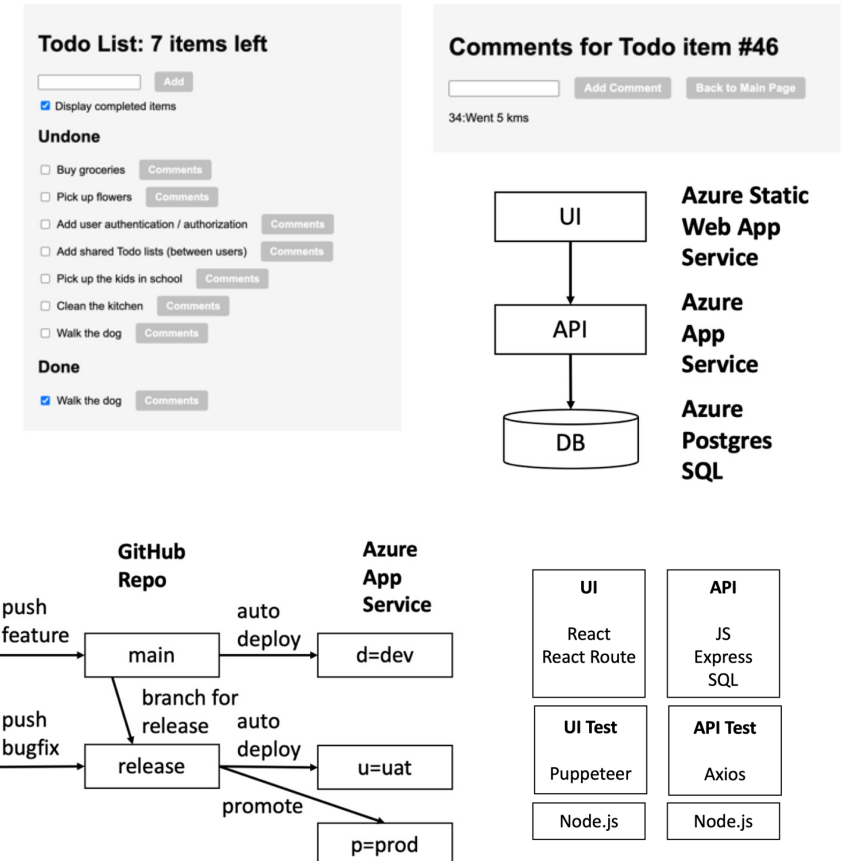 Todo List: 7 items left
Add
Display completed items
Undone
Buy groceries Comments
Pick up flowers Comments
Add user authentication / authorization Comments
Add shared Todo lists (between users) Comments
Pick up the kids in school Comments
Clean the kitchen Comments
Walk the dog Comments
Done
Walk the dog Comments
Comments for Todo item #46
Add Comment Back to Main Page
34:Went 5 kms
UI
Azure Static
Web App
Service
API
Azure
App
Service
DB
Azure
Postgres
SQL
GitHub
Repo
Azure
App
Service
push
feature
main
auto
deploy
d=dev
branch for
release
push
bugfix
release
auto
deploy
u=uat
promote
p=prod
UI
React
React Route
API
JS
Express
SQL
UI Test
Puppeteer
API Test
Axios
Node.js
Node.js